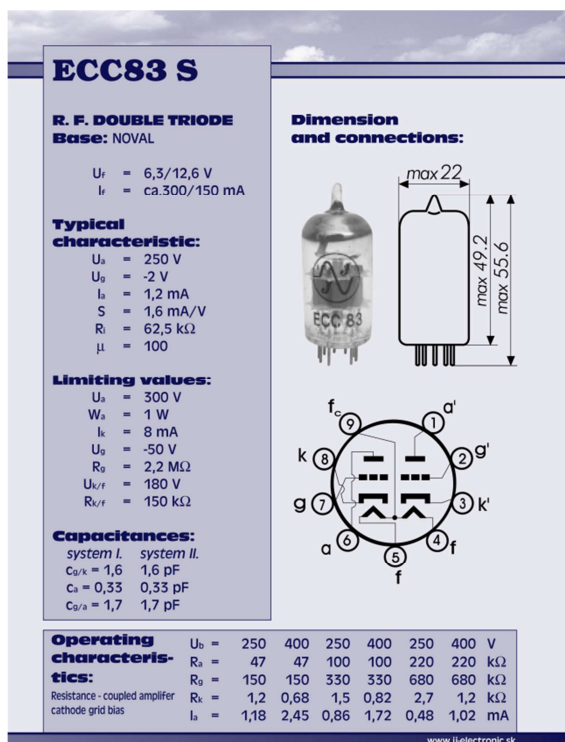 ECC83 S
R. F. DOUBLE TRIODE
Base: NOVAL
Uf = 6,3/12,6 V
If = ca.300/150 mA
Typical
characteristic:
Ua = 250 V
Ug = -2 V
Ia = 1,2 mA
S = 1,6 mA/V
Ri = 62,5 kΩ
μ = 100
Limiting values:
Ua = 300 V
Wa = 1 W
Ik = 8 mA
Ug = -50 V
Rg = 2,2 MΩ
Uk/f = 180 V
Rk/f = 150 kΩ
Capacitances:
system I. system II.
cg/k = 1,6 1,6 pF
ca = 0,33 0,33 pF
cg/a = 1,7 1,7 pF
Dimension
and connections:
max 22
max 49.2
max 55.6
JJ
ECC 83
fc 9 1 a'
k 8 2 g'
g 7 3 k'
a 6 4 f
5
f
Operating
characteris-
tics:
Resistance - coupled amplifer
cathode grid bias
Ub = 250 400 250 400 250 400 V
Ra = 47 47 100 100 220 220 kΩ
Rg = 150 150 330 330 680 680 kΩ
Rk = 1,2 0,68 1,5 0,82 2,7 1,2 kΩ
Ia = 1,18 2,45 0,86 1,72 0,48 1,02 mA
www.jj-electronic.sk